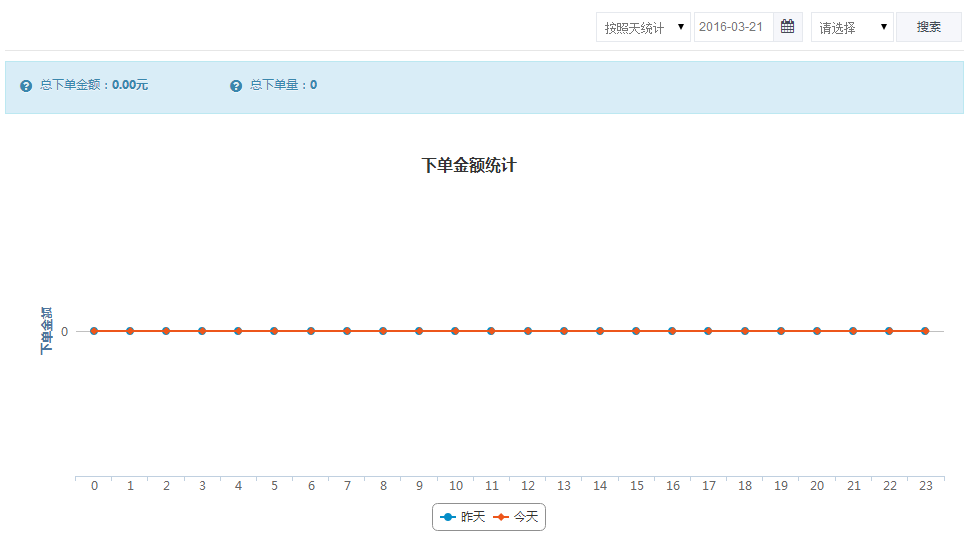 按照天统计 2016-03-21 请选择 搜索
总下单金额：0.00元 总下单量：0
下单金额统计
下单金额
0
0 1 2 3 4 5 6 7 8 9 10 11 12 13 14 15 16 17 18 19 20 21 22 23
昨天 今天